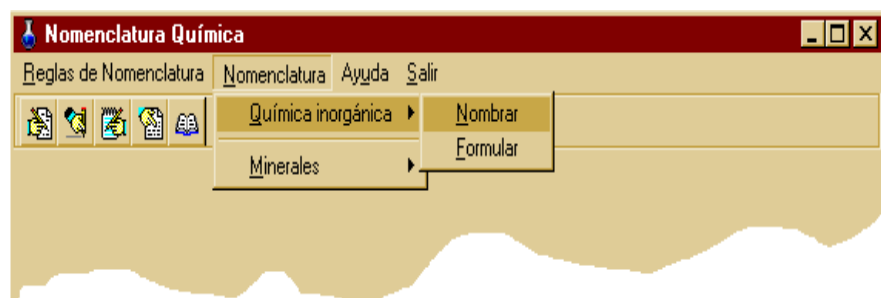 Nomenclatura Química
Reglas de Nomenclatura Nomenclatura Ayuda Salir
Química inorgánica Nombrar
Formular
Minerales